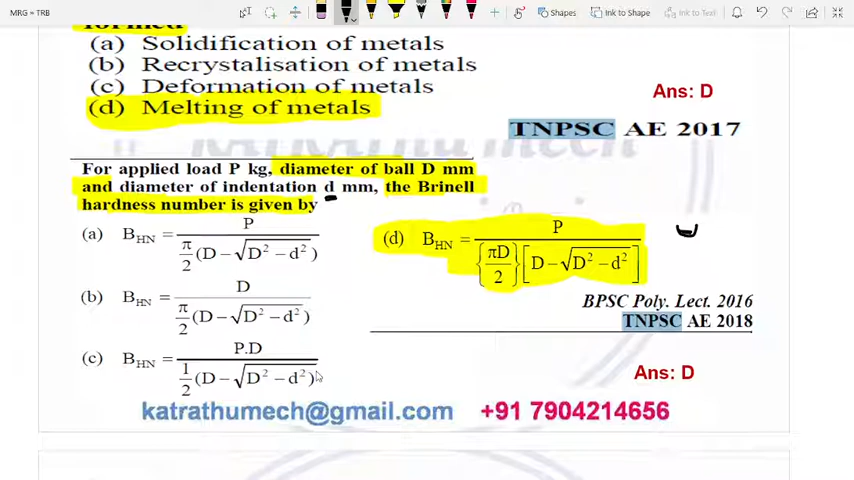 MRG = TRB
Shapes
Ink to Shape
Ink to Text
formed
(a) Solidification of metals
(b) Recrystalisation of metals
(c) Deformation of metals
(d) Melting of metals
Ans: D
TNPSC AE 2017
For applied load P kg, diameter of ball D mm
and diameter of indentation d mm, the Brinell
hardness number is given by
(a) B_HN = P / (π/2 (D − √(D² − d²)))
(b) B_HN = D / (π/2 (D − √(D² − d²)))
(c) B_HN = P.D / (1/2 (D − √(D² − d²)))
(d) B_HN = P / ({πD/2}[D − √(D² − d²)])
BPSC Poly. Lect. 2016
TNPSC AE 2018
Ans: D
katrathumech@gmail.com +91 7904214656